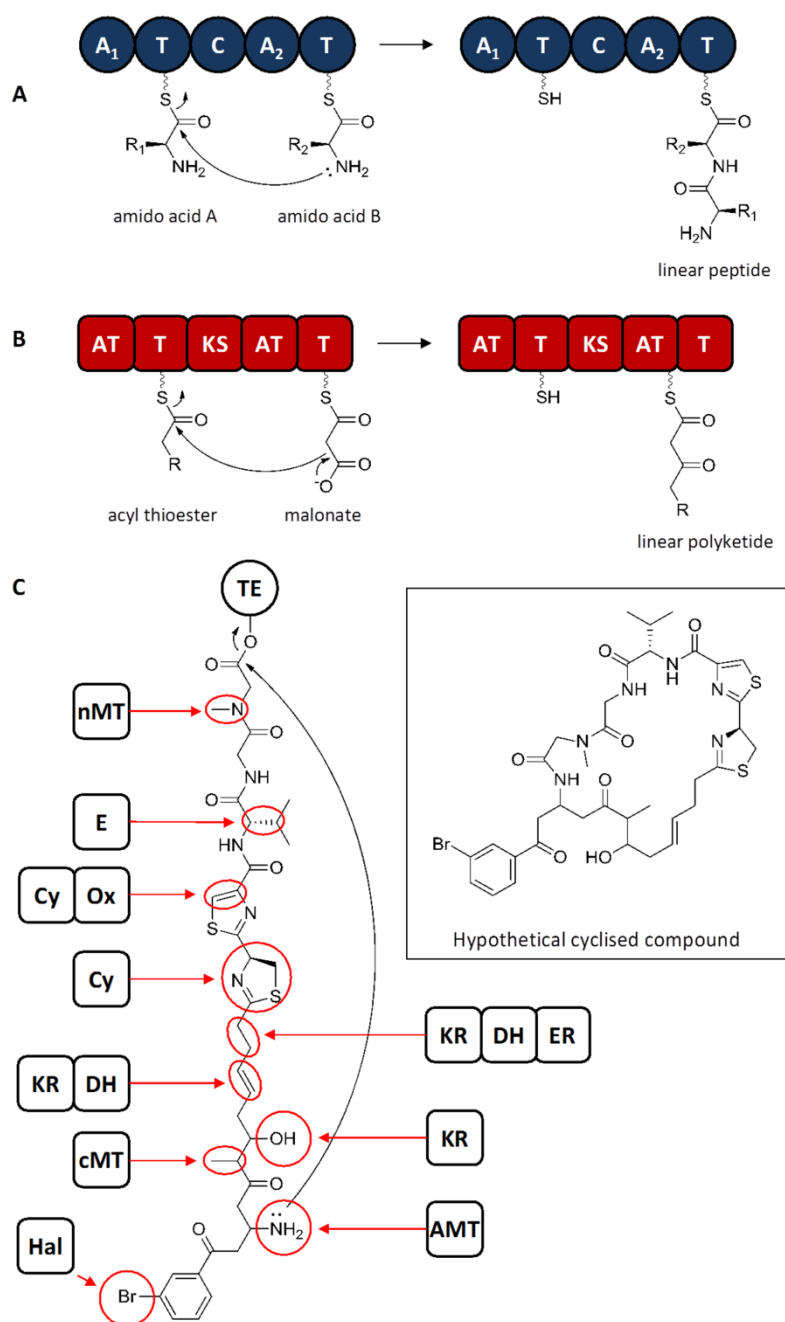 A₁ T C A₂ T A₁ T C A₂ T
A
S SH S
O O O
R₁ NH₂ R₂ NH₂ R₂ NH
O
R₁
H₂N
amido acid A amido acid B
linear peptide
B
AT T KS AT T AT T KS AT T
S S SH S
O O O
R O O
⁻O R
acyl thioester malonate
linear polyketide
C
TE
O
O
nMT
N
O
NH
O
E
HN
O
Cy Ox
N
S
Cy
N
S
KR DH ER
KR DH
OH
KR
cMT
O
NH₂
AMT
O
Hal
Br
O O
N H
NH N S
O N
O N O S
NH O
Br O HO
Hypothetical cyclised compound